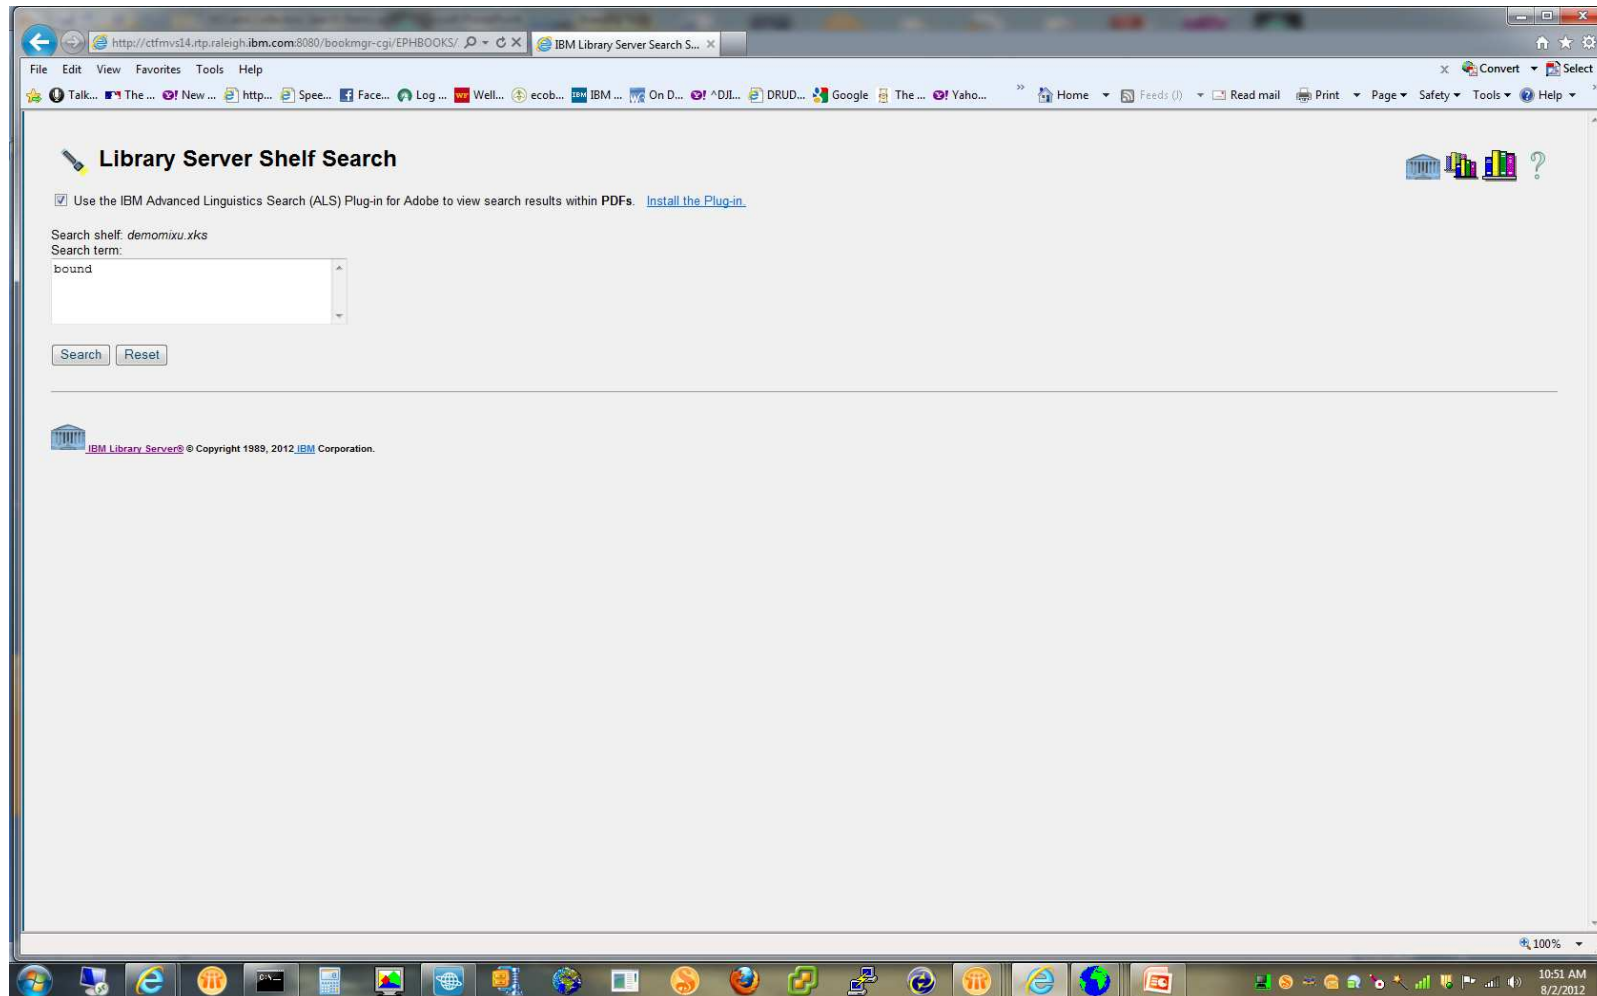 http://ctfmvs14.rtp.raleigh.ibm.com:8080/bookmgr-cgi/EPHBOOKS/
IBM Library Server Search S...
File Edit View Favorites Tools Help
x Convert Select
Talk... The ... New ... http... Spee... Face... Log ... WF Well... ecob... IBM IBM ... On D... ^DJI... DRUD... Google The ... Yaho... » Home Feeds (J) Read mail Print Page Safety Tools Help
Library Server Shelf Search
Use the IBM Advanced Linguistics Search (ALS) Plug-in for Adobe to view search results within PDFs. Install the Plug-in.
Search shelf: demomixu.xks
Search term:
bound
Search Reset
IBM Library Server® © Copyright 1989, 2012 IBM Corporation.
100%
10:51 AM
8/2/2012